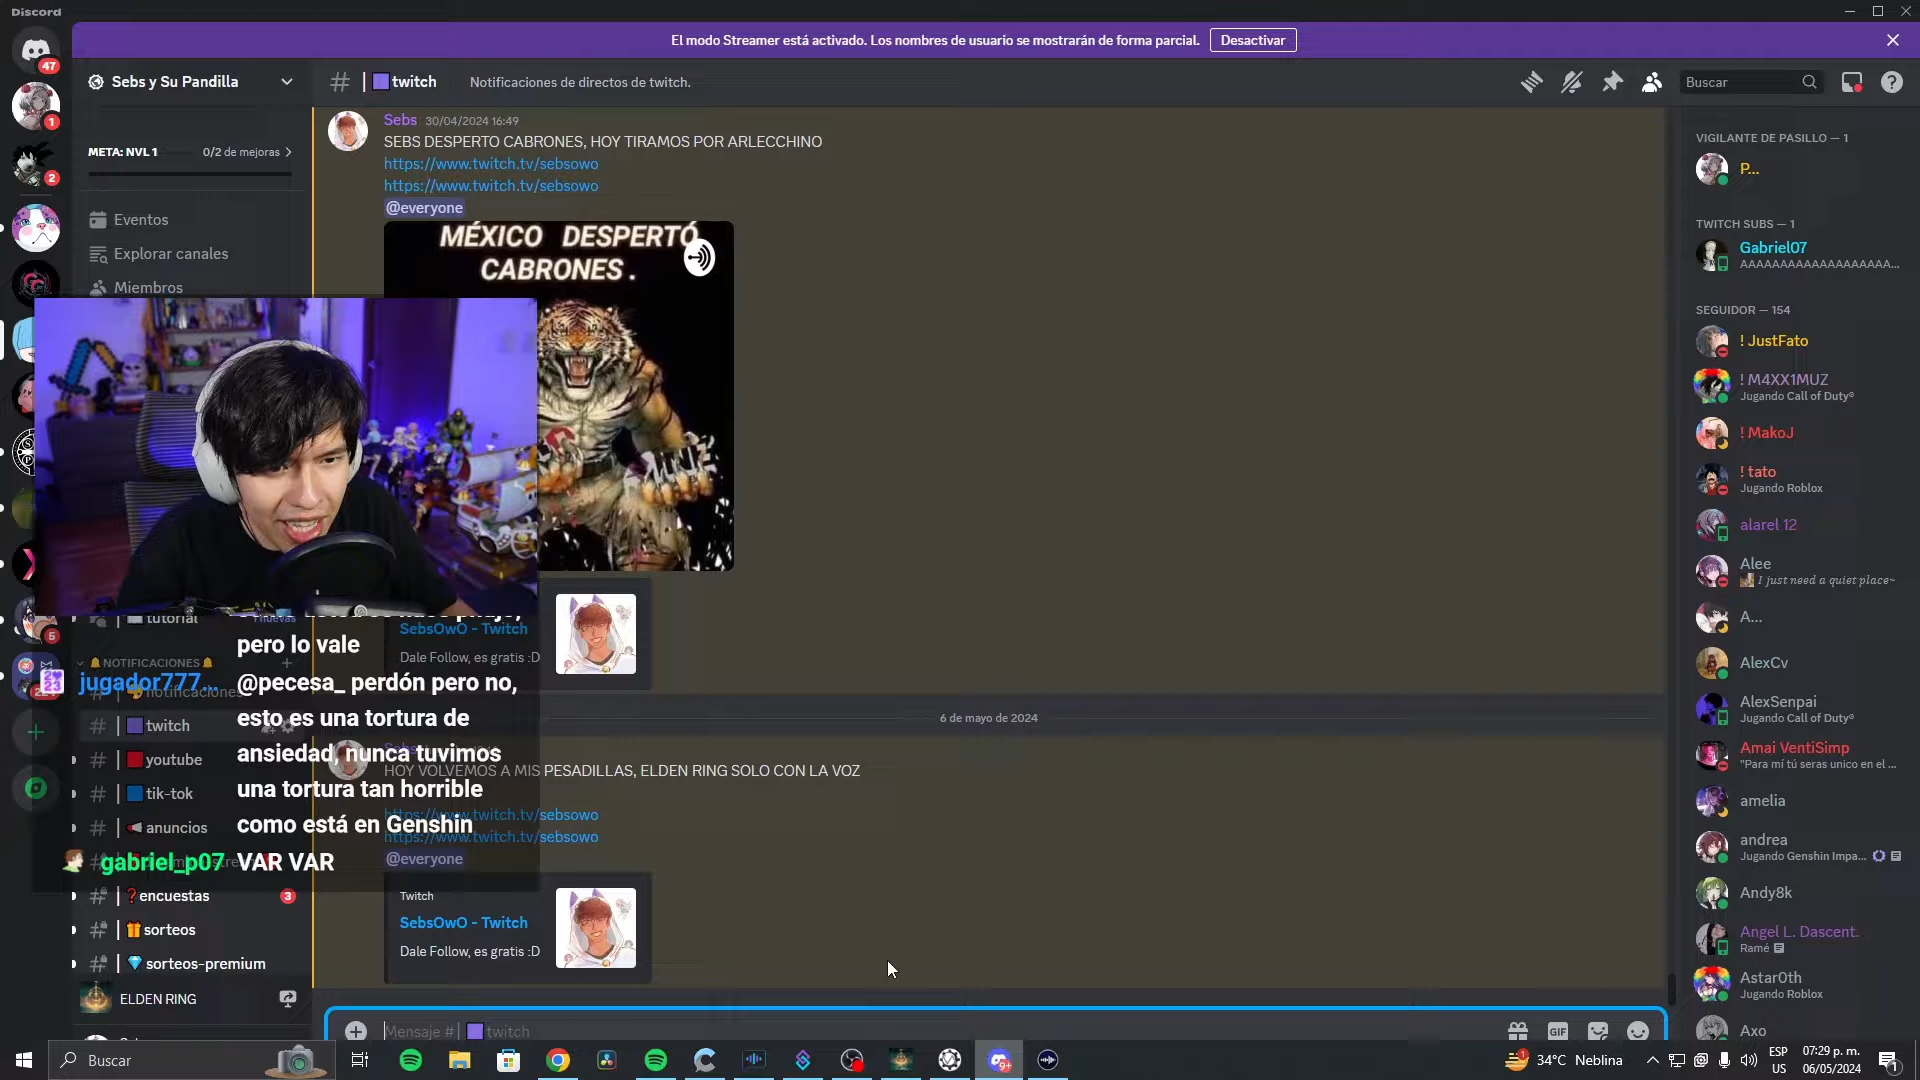 Discord
El modo Streamer está activado. Los nombres de usuario se mostrarán de forma parcial.
Desactivar
47
1
2
5
Sebs y Su Pandilla
META: NVL 1
0/2 de mejoras
Eventos
Explorar canales
Miembros
tutorial
NOTIFICACIONES
notificaciones
twitch
youtube
tik-tok
anuncios
encuestas
3
sorteos
sorteos-premium
ELDEN RING
twitch
Notificaciones de directos de twitch.
Buscar
Sebs 30/04/2024 16:49
SEBS DESPERTO CABRONES, HOY TIRAMOS POR ARLECCHINO
https://www.twitch.tv/sebsowo
https://www.twitch.tv/sebsowo
@everyone
MÉXICO DESPERTÓ
CABRONES .
SebsOwO - Twitch
Dale Follow, es gratis :D
6 de mayo de 2024
Sebs
HOY VOLVEMOS A MIS PESADILLAS, ELDEN RING SOLO CON LA VOZ
https://www.twitch.tv/sebsowo
https://www.twitch.tv/sebsowo
@everyone
Twitch
SebsOwO - Twitch
Dale Follow, es gratis :D
Mensaje # | twitch
GIF
pero lo vale
jugador777... @pecesa_ perdón pero no,
esto es una tortura de
ansiedad, nunca tuvimos
una tortura tan horrible
como está en Genshin
gabriel_p07 VAR VAR
VIGILANTE DE PASILLO — 1
P...
TWITCH SUBS — 1
Gabriel07
AAAAAAAAAAAAAAAAAAA...
SEGUIDOR — 154
! JustFato
! M4XX1MUZ
Jugando Call of Duty®
! MakoJ
! tato
Jugando Roblox
alarel 12
Alee
I just need a quiet place~
A...
AlexCv
AlexSenpai
Jugando Call of Duty®
Amai VentiSimp
"Para mí tú seras unico en el ...
amelia
andrea
Jugando Genshin Impa...
Andy8k
Angel L. Dascent.
Ramé
Astar0th
Jugando Roblox
Axo
Buscar
9+
1
34°C Neblina
ESP
US
07:29 p. m.
06/05/2024
1